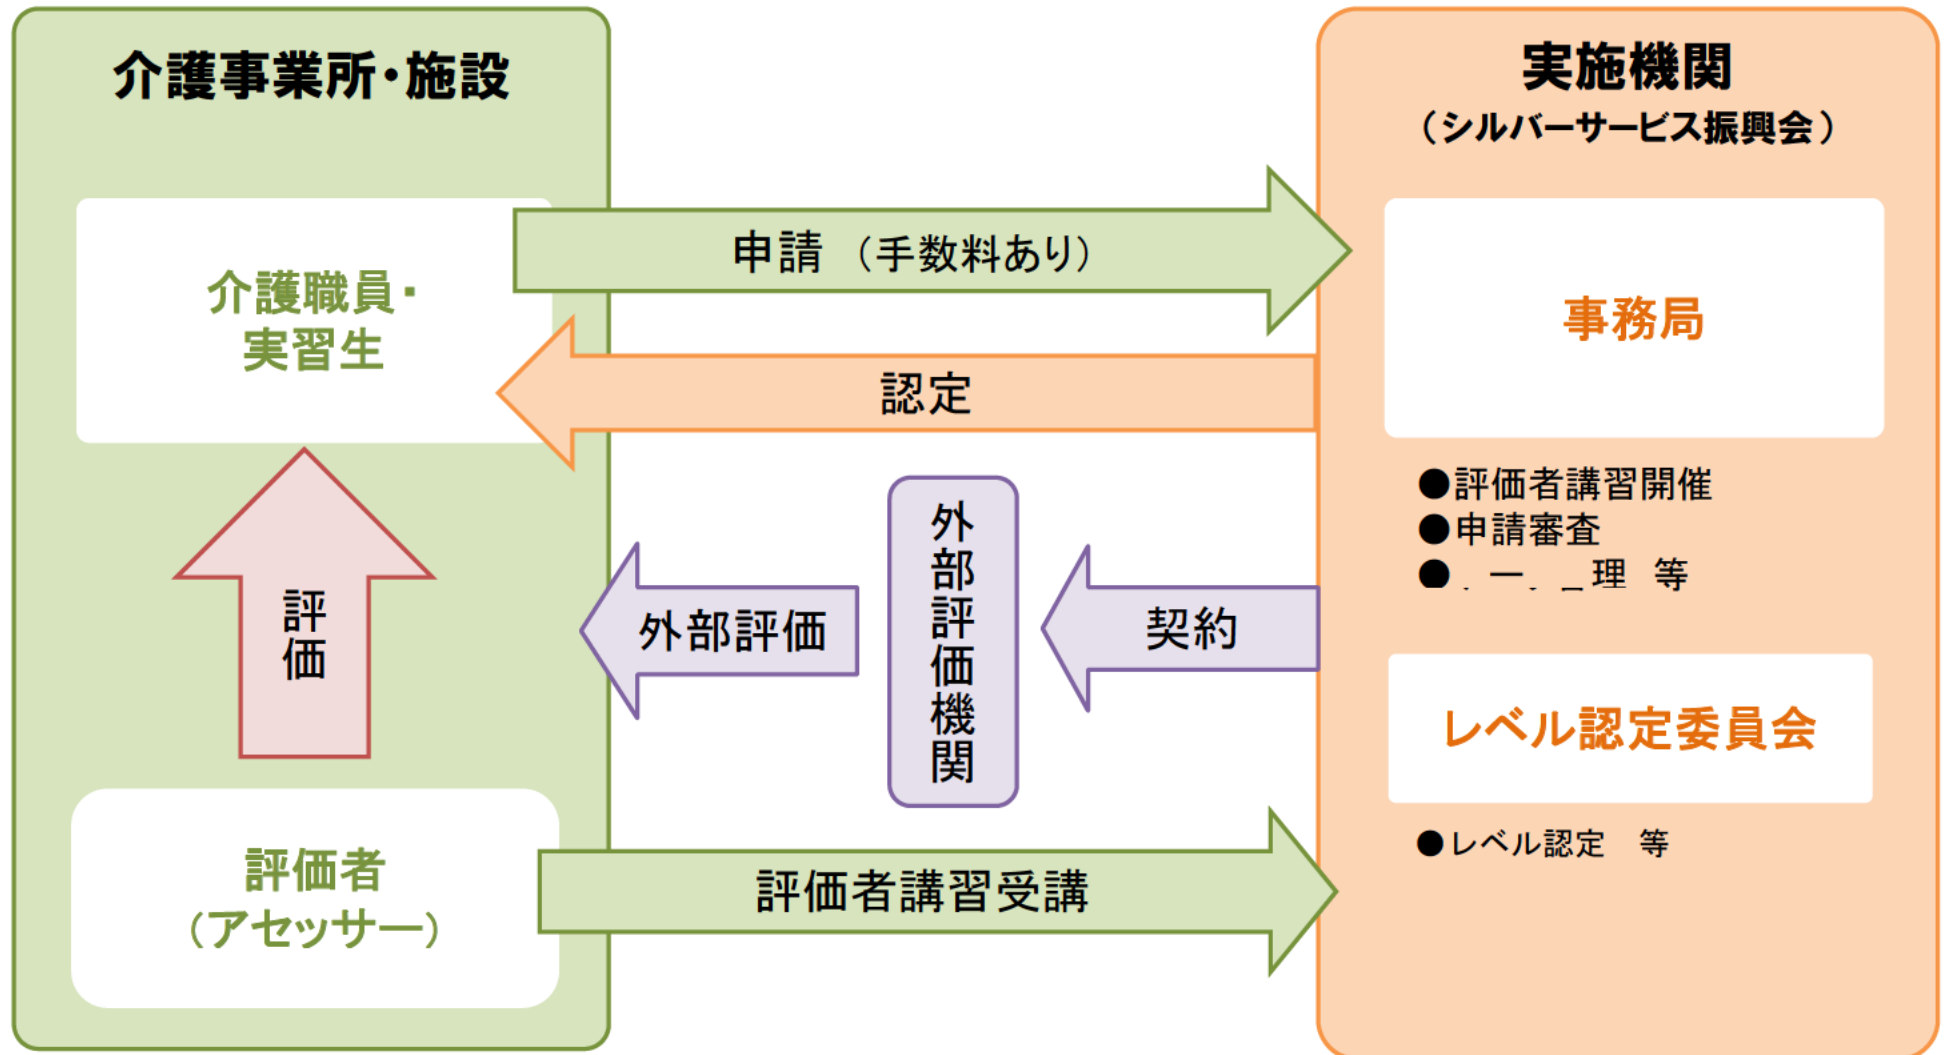 介護事業所・施設
介護職員・
実習生
評価
評価者
(アセッサー)
申請 (手数料あり)
認定
外部評価
外部評価機関
契約
評価者講習受講
実施機関
(シルバーサービス振興会)
事務局
●評価者講習開催
●申請審査
● 理 等
レベル認定委員会
●レベル認定 等